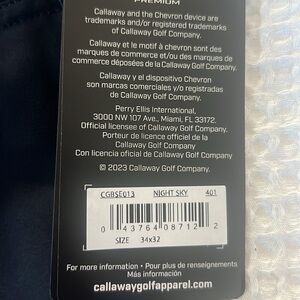 PREMIUM
Callaway and the Chevron device are
trademarks and/or registered trademarks
of Callaway Golf Company.
Callaway et le motif à chevron sont des
marques de commerce et/ou des marques de
commerce déposées de la Callaway Golf Company.
Callaway y el dispositivo Chevron
son marcas comerciales y/o registradas
de Callaway Golf Company.
Perry Ellis International,
3000 NW 107 Ave., Miami, FL 33172.
Official licensee of Callaway Golf Company.
Porteur de licence officiel de la
Callaway Golf Company
Con licencia oficial de Callaway Golf Company.
© 2023 Callaway Golf Company.
CGBSE013 NIGHT SKY 401
0 43764 08712 2
SIZE 34x32
For more information • Pour plus de renseignements
Más información
callawaygolfapparel.com